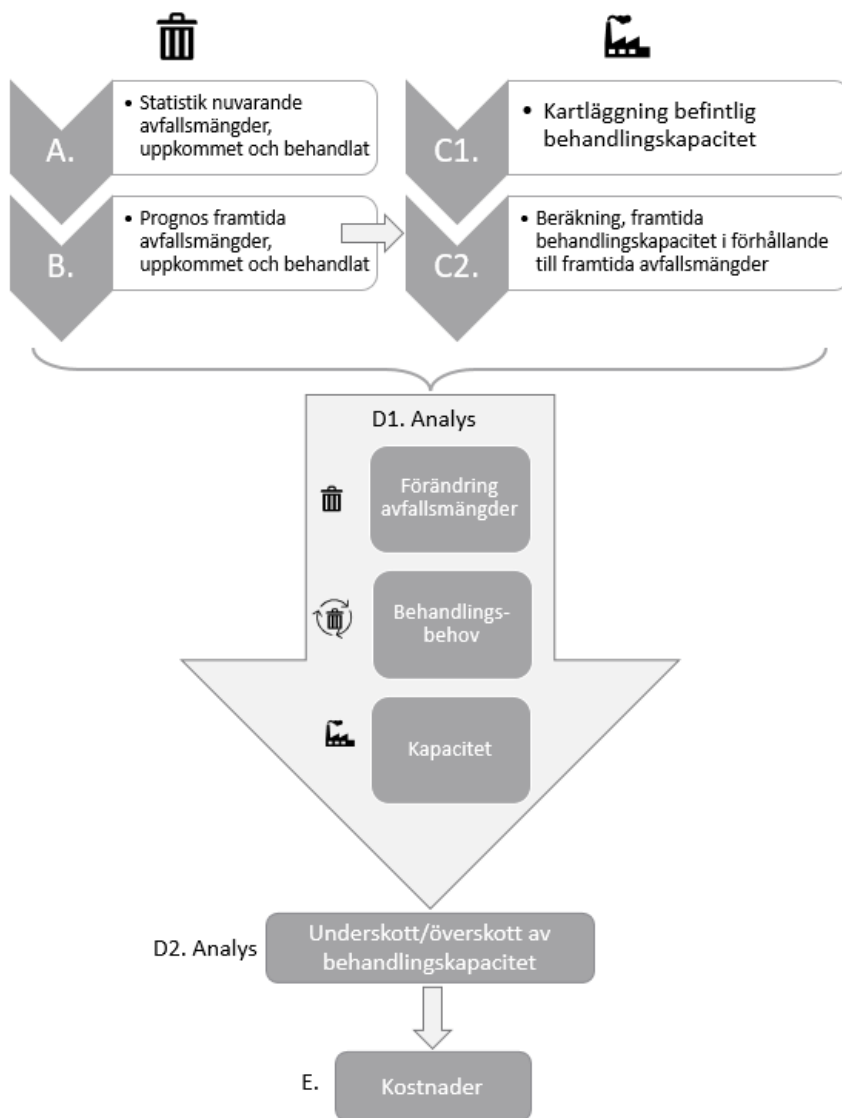 A.
• Statistik nuvarande
avfallsmängder,
uppkommet och behandlat
B.
• Prognos framtida
avfallsmängder,
uppkommet och behandlat
C1.
• Kartläggning befintlig
behandlingskapacitet
C2.
• Beräkning, framtida
behandlingskapacitet i förhållande
till framtida avfallsmängder
D1. Analys
Förändring
avfallsmängder
Behandlings-
behov
Kapacitet
D2. Analys
Underskott/överskott av
behandlingskapacitet
E.
Kostnader